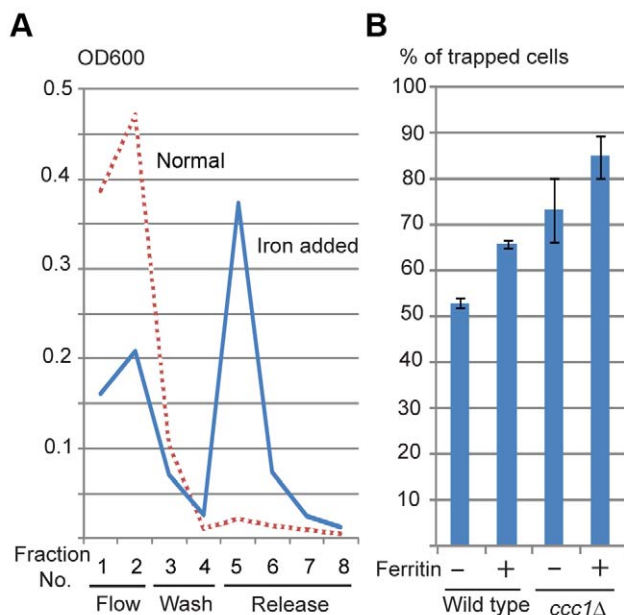 A
OD600
0.5
0.4
0.3
0.2
0.1
Normal
Iron added
Fraction No.
1 2 3 4 5 6 7 8
Flow Wash Release
B
% of trapped cells
100
90
80
70
60
50
40
30
20
10
Ferritin − + − +
Wild type ccc1Δ